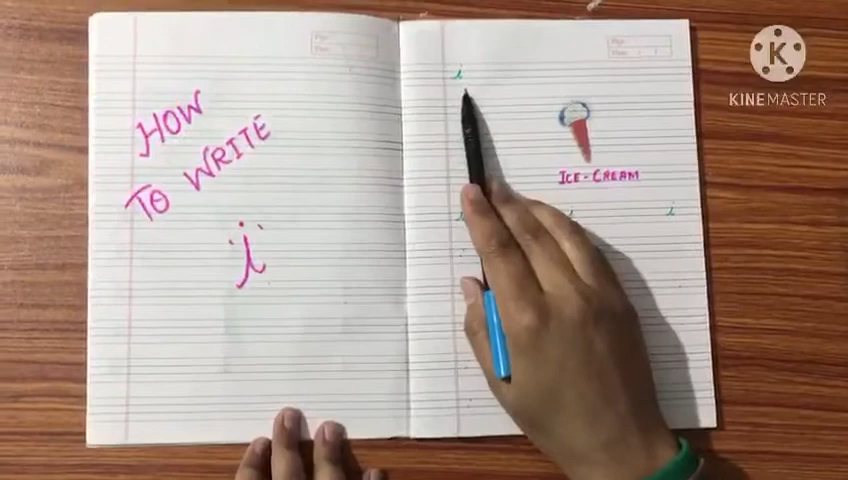 HOW
TO WRITE
i
i
ICE-CREAM
i i i
KINEMASTER